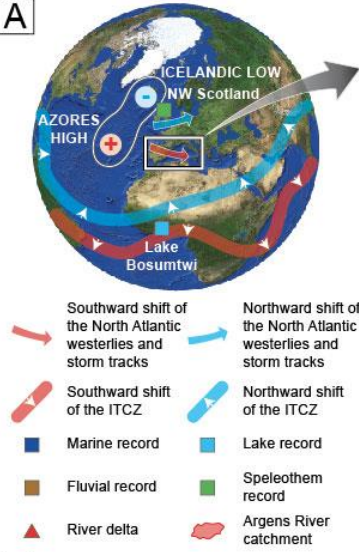 A
ICELANDIC LOW
NW Scotland
-
AZORES
HIGH
+
Lake
Bosumtwi
Southward shift of
the North Atlantic
westerlies and
storm tracks
Northward shift of
the North Atlantic
westerlies and
storm tracks
Southward shift
of the ITCZ
Northward shift
of the ITCZ
Marine record
Lake record
Fluvial record
Speleothem
record
River delta
Argens River
catchment